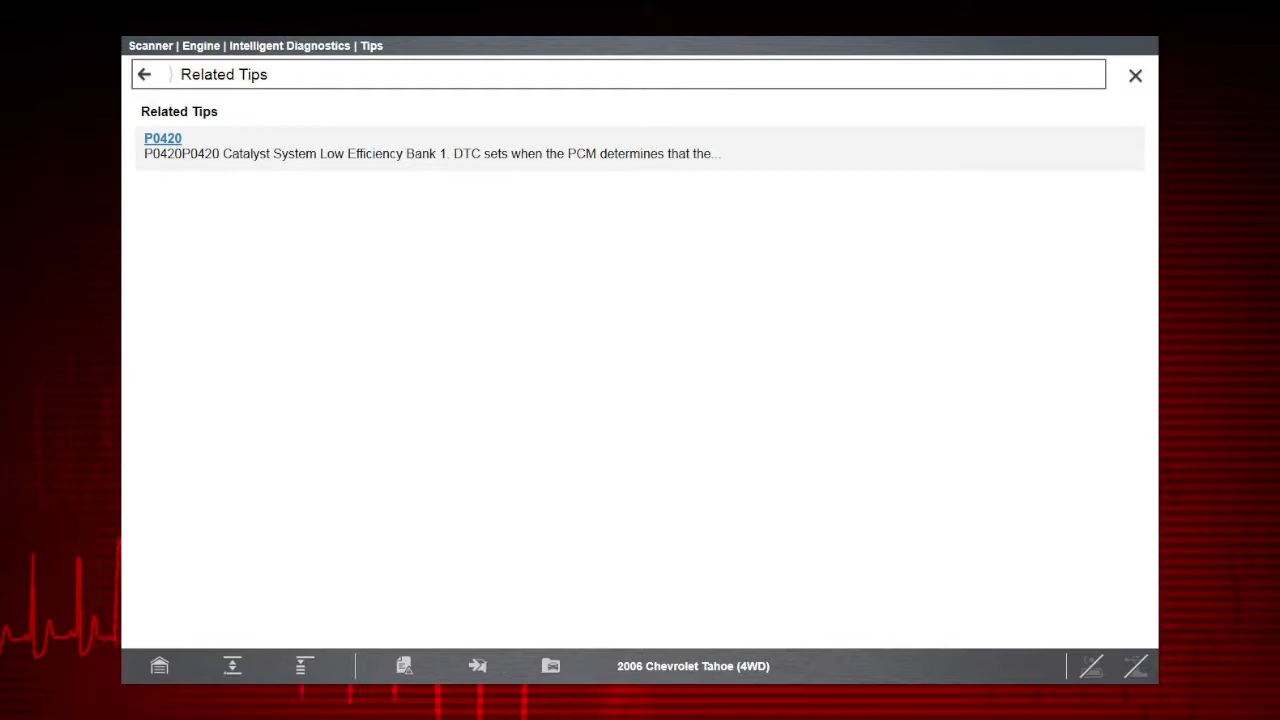 Scanner | Engine | Intelligent Diagnostics | Tips
Related Tips
Related Tips
P0420
P0420P0420 Catalyst System Low Efficiency Bank 1. DTC sets when the PCM determines that the...
2006 Chevrolet Tahoe (4WD)